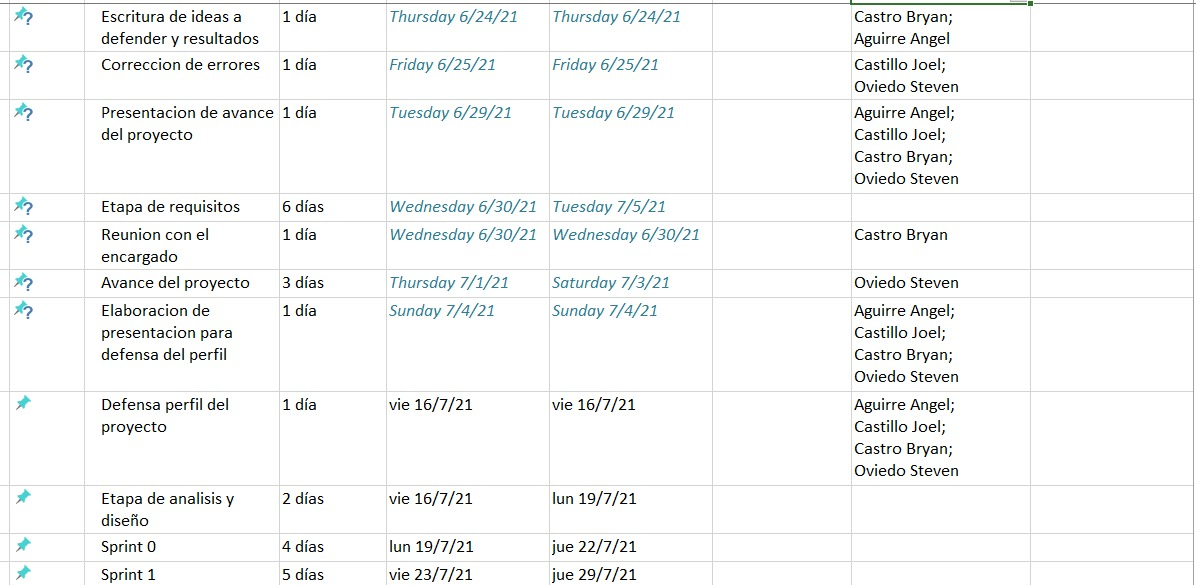 Escritura de ideas a 1 día Thursday 6/24/21 Thursday 6/24/21 Castro Bryan;
defender y resultados Aguirre Angel
Correccion de errores 1 día Friday 6/25/21 Friday 6/25/21 Castillo Joel;
Oviedo Steven
Presentacion de avance 1 día Tuesday 6/29/21 Tuesday 6/29/21 Aguirre Angel;
del proyecto Castillo Joel;
Castro Bryan;
Oviedo Steven
Etapa de requisitos 6 días Wednesday 6/30/21 Tuesday 7/5/21
Reunion con el 1 día Wednesday 6/30/21 Wednesday 6/30/21 Castro Bryan
encargado
Avance del proyecto 3 días Thursday 7/1/21 Saturday 7/3/21 Oviedo Steven
Elaboracion de 1 día Sunday 7/4/21 Sunday 7/4/21 Aguirre Angel;
presentacion para Castillo Joel;
defensa del perfil Castro Bryan;
Oviedo Steven
Defensa perfil del 1 día vie 16/7/21 vie 16/7/21 Aguirre Angel;
proyecto Castillo Joel;
Castro Bryan;
Oviedo Steven
Etapa de analisis y 2 días vie 16/7/21 lun 19/7/21
diseño
Sprint 0 4 días lun 19/7/21 jue 22/7/21
Sprint 1 5 días vie 23/7/21 jue 29/7/21